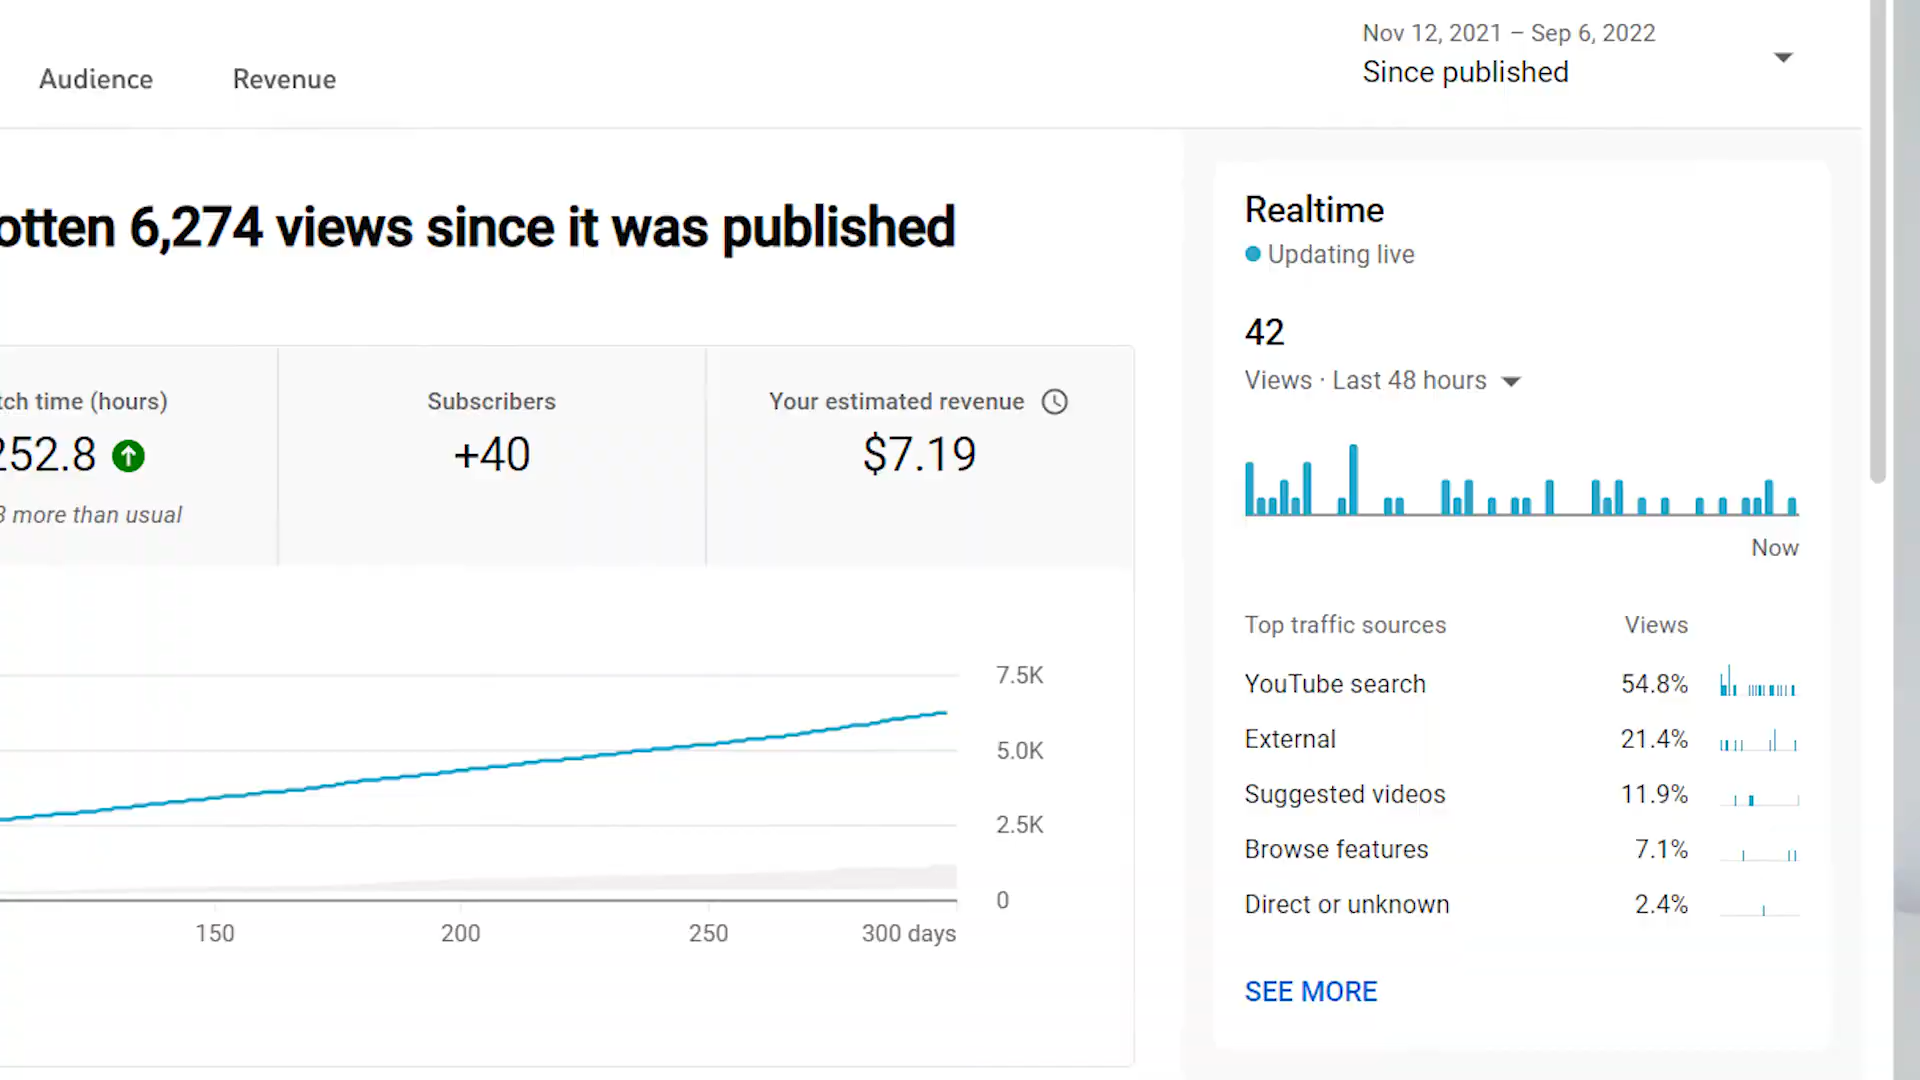 Nov 12, 2021 – Sep 6, 2022
Audience Revenue
Since published
otten 6,274 views since it was published
Realtime
Updating live
42
Views · Last 48 hours
tch time (hours)
252.8
3 more than usual
Subscribers
+40
Your estimated revenue
$7.19
Now
7.5K
5.0K
2.5K
0
150 200 250 300 days
Top traffic sources Views
YouTube search 54.8%
External 21.4%
Suggested videos 11.9%
Browse features 7.1%
Direct or unknown 2.4%
SEE MORE